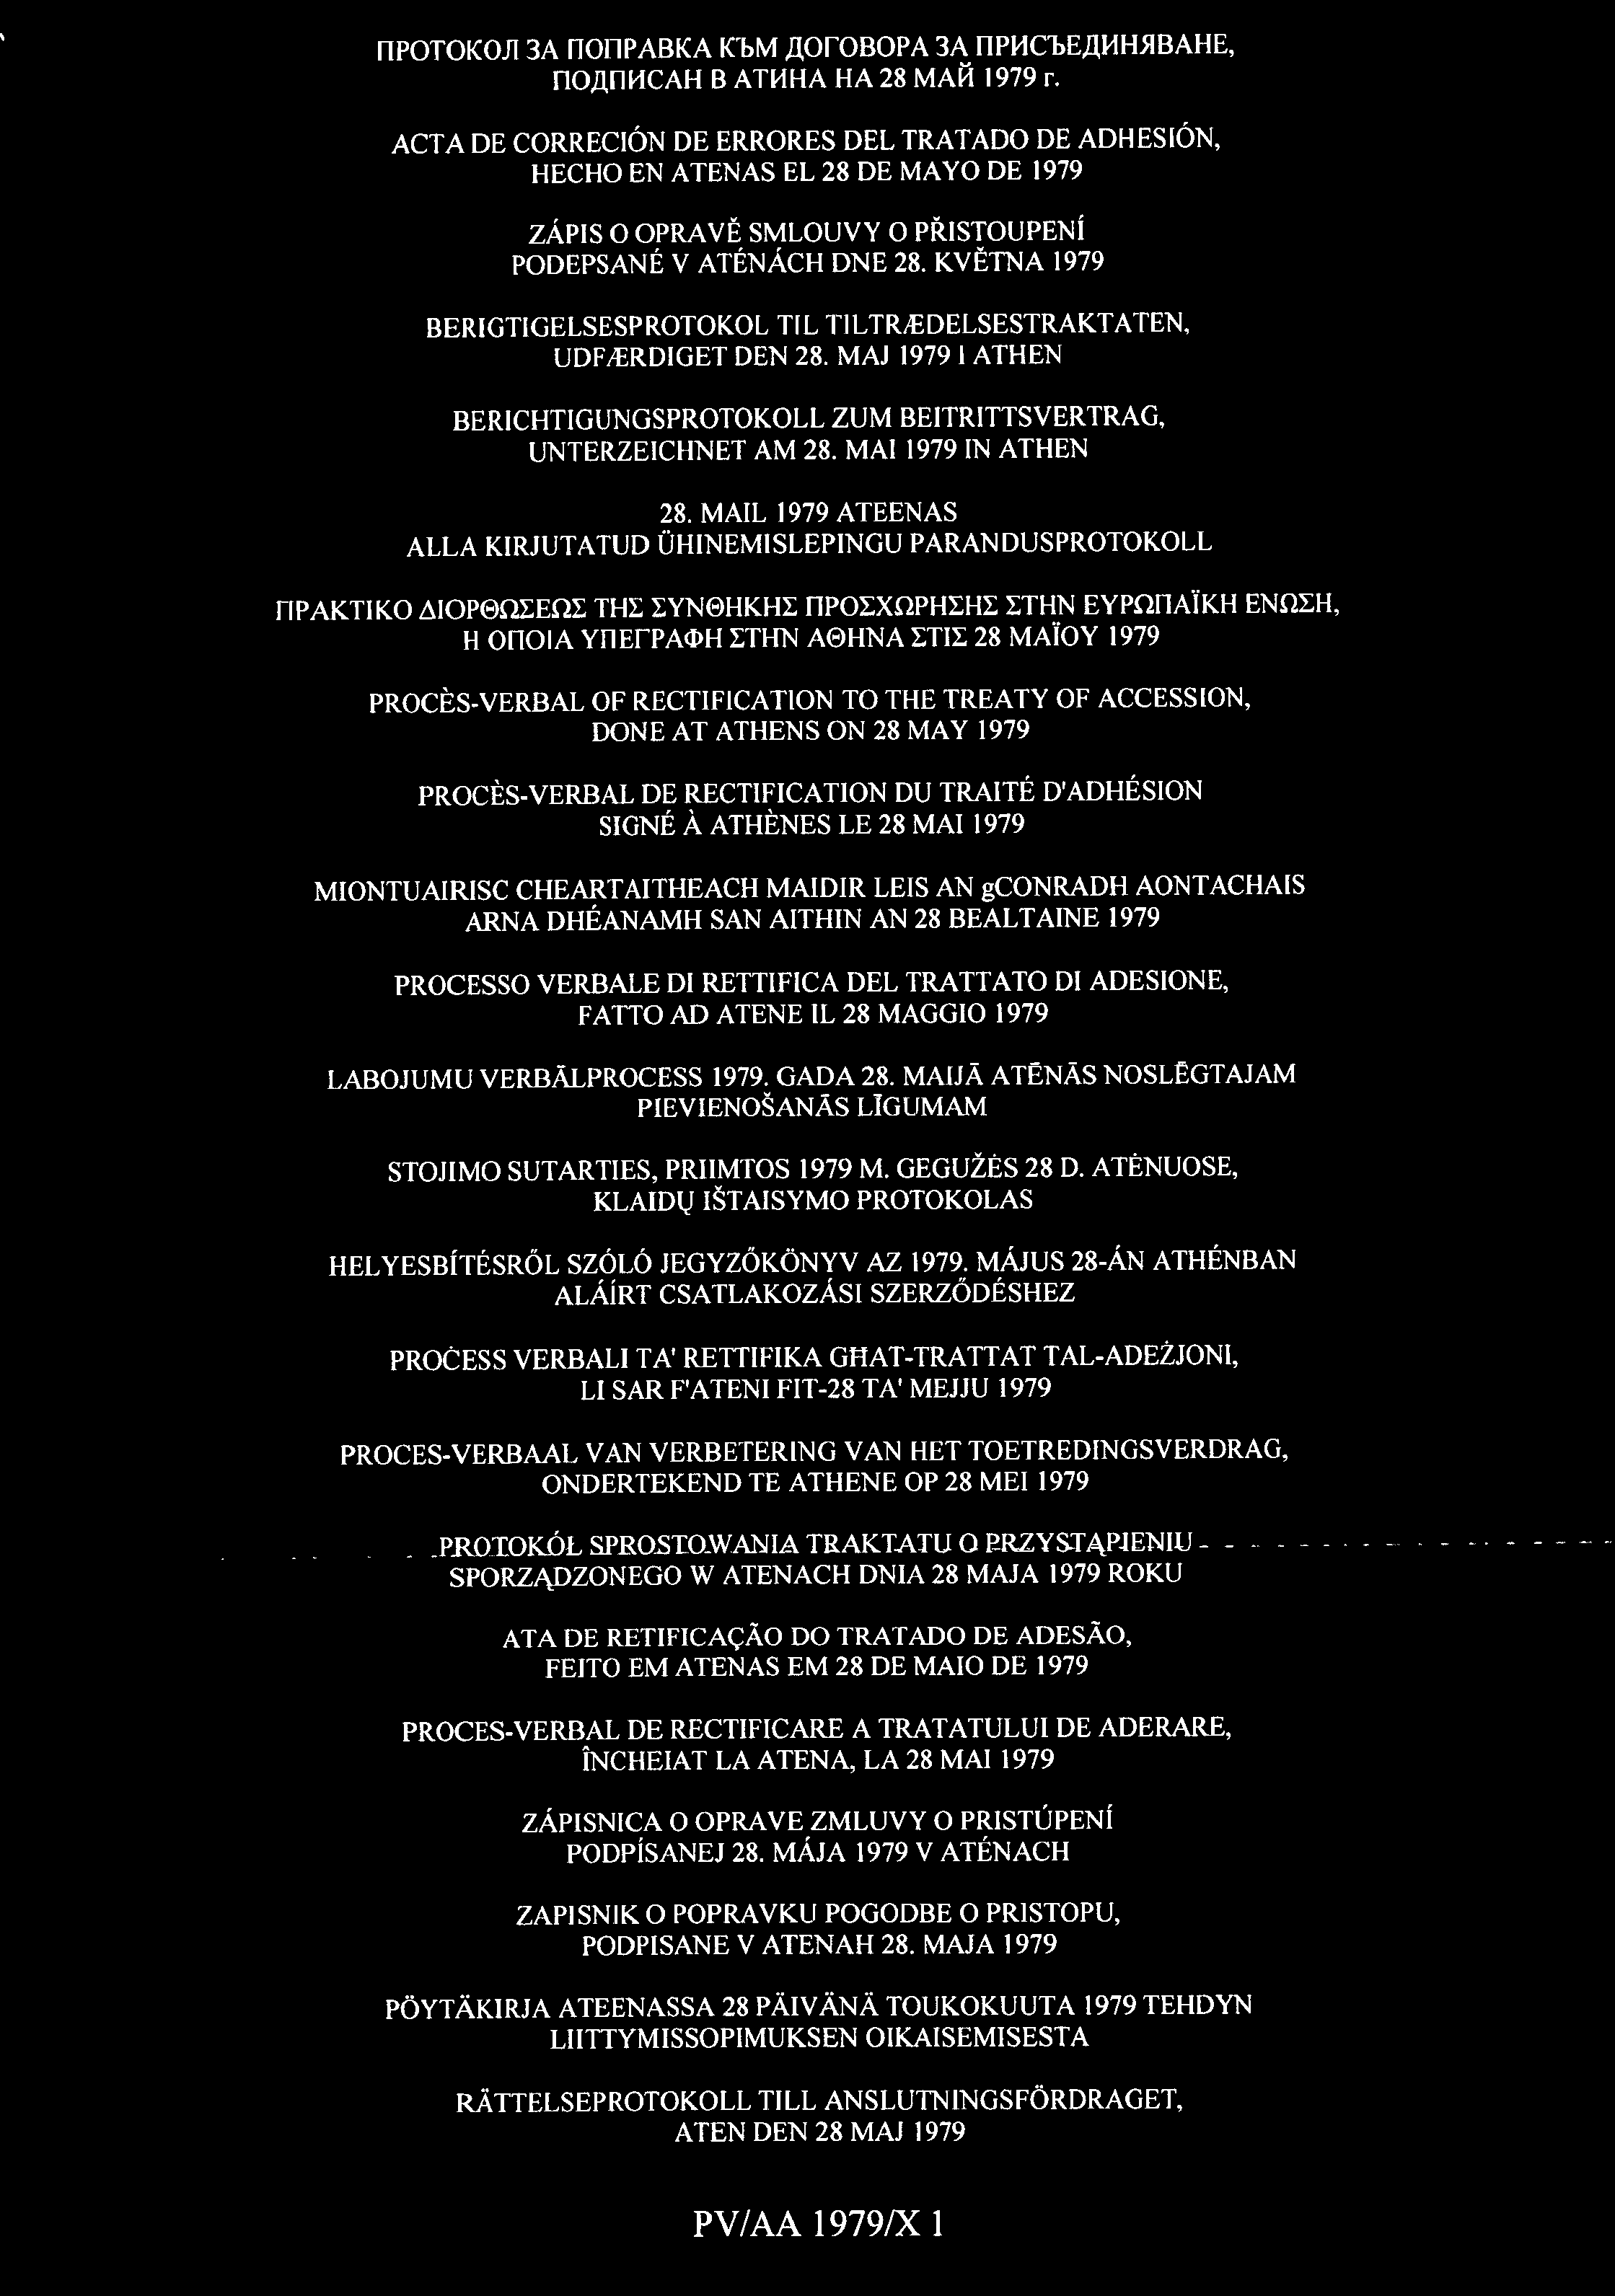 ПРОТОКОЛ ЗА ПОПРАВКА КЪМ ДОГОВОРА ЗА ПРИСЪЕДИНЯВАНЕ,
ПОДПИСАН В АТИНА НА 28 МАЙ 1979 г.
ACTA DE CORRECIÓN DE ERRORES DEL TRATADO DE ADHESIÓN,
HECHO EN ATENAS EL 28 DE MAYO DE 1979
ZÁPIS O OPRAVĚ SMLOUVY O PŘISTOUPENÍ
PODEPSANÉ V ATÉNÁCH DNE 28. KVĚTNA 1979
BERIGTIGELSESPROTOKOL TIL TILTRÆDELSESTRAKTATEN,
UDFÆRDIGET DEN 28. MAJ 1979 I ATHEN
BERICHTIGUNGSPROTOKOLL ZUM BEITRITTSVERTRAG,
UNTERZEICHNET AM 28. MAI 1979 IN ATHEN
28. MAIL 1979 ATEENAS
ALLA KIRJUTATUD ÜHINEMISLEPINGU PARANDUSPROTOKOLL
ΠΡΑΚΤΙΚΟ ΔΙΟΡΘΩΣΕΩΣ ΤΗΣ ΣΥΝΘΗΚΗΣ ΠΡΟΣΧΩΡΗΣΗΣ ΣΤΗΝ ΕΥΡΩΠΑΪΚΗ ΕΝΩΣΗ,
Η ΟΠΟΙΑ ΥΠΕΓΡΑΦΗ ΣΤΗΝ ΑΘΗΝΑ ΣΤΙΣ 28 ΜΑΪΟΥ 1979
PROCÈS-VERBAL OF RECTIFICATION TO THE TREATY OF ACCESSION,
DONE AT ATHENS ON 28 MAY 1979
PROCÈS-VERBAL DE RECTIFICATION DU TRAITÉ D'ADHÉSION
SIGNÉ À ATHÈNES LE 28 MAI 1979
MIONTUAIRISC CHEARTAITHEACH MAIDIR LEIS AN gCONRADH AONTACHAIS
ARNA DHÉANAMH SAN AITHIN AN 28 BEALTAINE 1979
PROCESSO VERBALE DI RETTIFICA DEL TRATTATO DI ADESIONE,
FATTO AD ATENE IL 28 MAGGIO 1979
LABOJUMU VERBĀLPROCESS 1979. GADA 28. MAIJĀ ATĒNĀS NOSLĒGTAJAM
PIEVIENOŠANĀS LĪGUMAM
STOJIMO SUTARTIES, PRIIMTOS 1979 M. GEGUŽĖS 28 D. ATĖNUOSE,
KLAIDŲ IŠTAISYMO PROTOKOLAS
HELYESBÍTÉSRŐL SZÓLÓ JEGYZŐKÖNYV AZ 1979. MÁJUS 28-ÁN ATHÉNBAN
ALÁÍRT CSATLAKOZÁSI SZERZŐDÉSHEZ
PROĊESS VERBALI TA' RETTIFIKA GĦAT-TRATTAT TAL-ADEŻJONI,
LI SAR F'ATENI FIT-28 TA' MEJJU 1979
PROCES-VERBAAL VAN VERBETERING VAN HET TOETREDINGSVERDRAG,
ONDERTEKEND TE ATHENE OP 28 MEI 1979
PROTOKÓŁ SPROSTOWANIA TRAKTATU O PRZYSTĄPIENIU
SPORZĄDZONEGO W ATENACH DNIA 28 MAJA 1979 ROKU
ATA DE RETIFICAÇÃO DO TRATADO DE ADESÃO,
FEITO EM ATENAS EM 28 DE MAIO DE 1979
PROCES-VERBAL DE RECTIFICARE A TRATATULUI DE ADERARE,
ÎNCHEIAT LA ATENA, LA 28 MAI 1979
ZÁPISNICA O OPRAVE ZMLUVY O PRISTÚPENÍ
PODPÍSANEJ 28. MÁJA 1979 V ATÉNACH
ZAPISNIK O POPRAVKU POGODBE O PRISTOPU,
PODPISANE V ATENAH 28. MAJA 1979
PÖYTÄKIRJA ATEENASSA 28 PÄIVÄNÄ TOUKOKUUTA 1979 TEHDYN
LIITTYMISSOPIMUKSEN OIKAISEMISESTA
RÄTTELSEPROTOKOLL TILL ANSLUTNINGSFÖRDRAGET,
ATEN DEN 28 MAJ 1979
PV/AA 1979/X 1